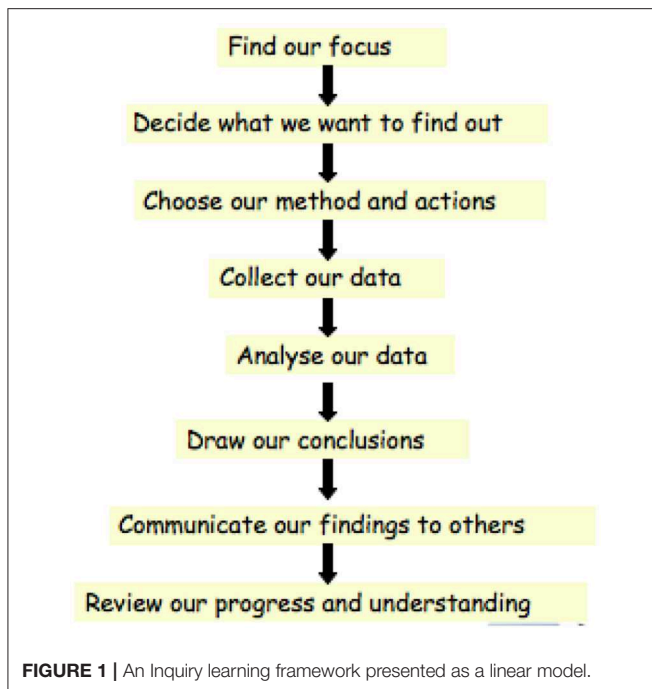 Find our focus
Decide what we want to find out
Choose our method and actions
Collect our data
Analyse our data
Draw our conclusions
Communicate our findings to others
Review our progress and understanding
FIGURE 1 | An Inquiry learning framework presented as a linear model.